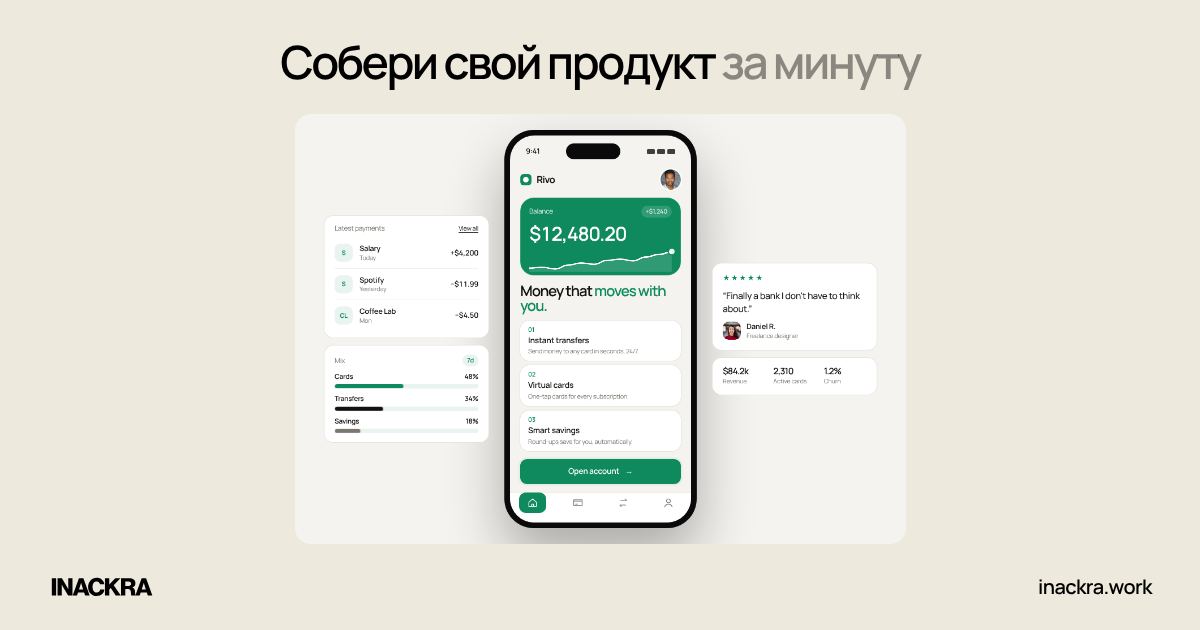 Собери свой продукт за минуту
Latest payments View all
S Salary +$4,200
Today
S Spotify −$11.99
Yesterday
CL Coffee Lab −$4.50
Mon
Mix 7d
Cards 48%
Transfers 34%
Savings 18%
9:41
Rivo
Balance +$1,240
$12,480.20
Money that moves with
you.
01
Instant transfers
Send money to any card in seconds, 24/7
02
Virtual cards
One-tap cards for every subscription
03
Smart savings
Round-ups save for you, automatically.
Open account →
★★★★★
“Finally a bank I don't have to think
about.”
Daniel R.
Freelance designer
$84.2k 2,310 1.2%
Revenue Active cards Churn
INACKRA
inackra.work